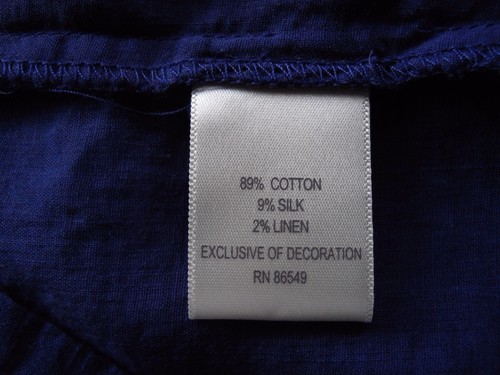 89% COTTON
9% SILK
2% LINEN
EXCLUSIVE OF DECORATION
RN 86549